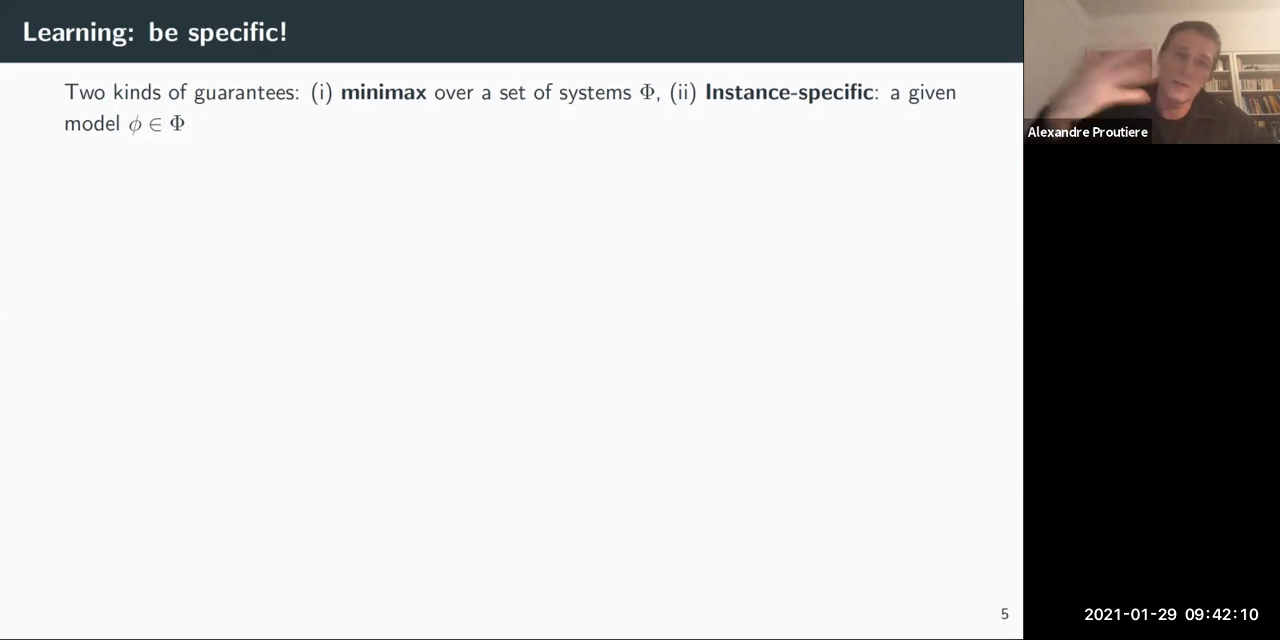 Learning: be specific!
Two kinds of guarantees: (i) minimax over a set of systems Φ, (ii) Instance-specific: a given
model ϕ ∈ Φ
5
Alexandre Proutiere
2021-01-29 09:42:10